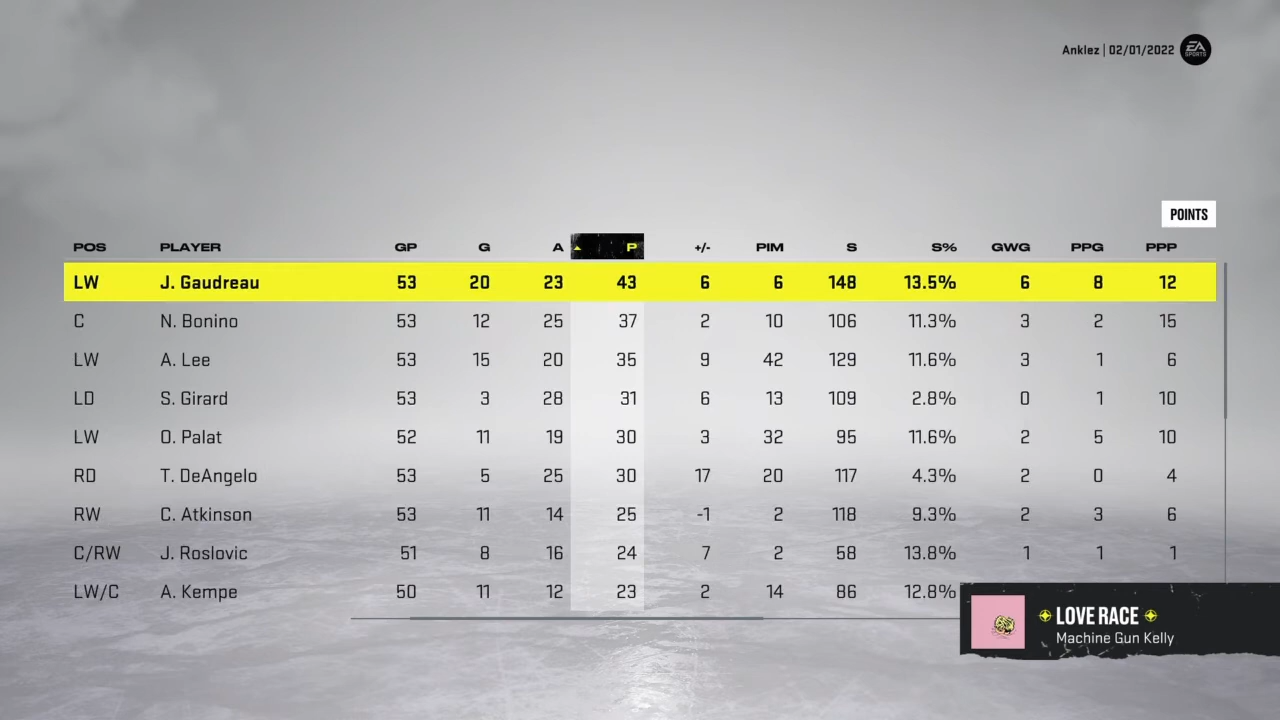 Anklez | 02/01/2022 EA SPORTS
POINTS
POS PLAYER GP G A P +/- PIM S S% GWG PPG PPP
LW J. Gaudreau 53 20 23 43 6 6 148 13.5% 6 8 12
C N. Bonino 53 12 25 37 2 10 106 11.3% 3 2 15
LW A. Lee 53 15 20 35 9 42 129 11.6% 3 1 6
LD S. Girard 53 3 28 31 6 13 109 2.8% 0 1 10
LW O. Palat 52 11 19 30 3 32 95 11.6% 2 5 10
RD T. DeAngelo 53 5 25 30 17 20 117 4.3% 2 0 4
RW C. Atkinson 53 11 14 25 -1 2 118 9.3% 2 3 6
C/RW J. Roslovic 51 8 16 24 7 2 58 13.8% 1 1 1
LW/C A. Kempe 50 11 12 23 2 14 86 12.8%
LOVE RACE
Machine Gun Kelly